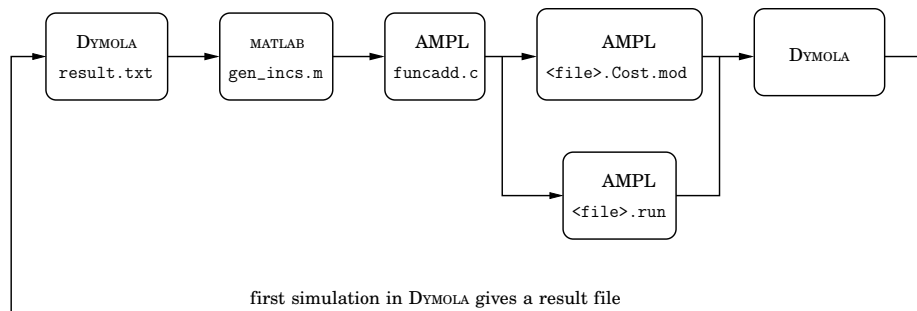 DYMOLA
result.txt
MATLAB
gen_incs.m
AMPL
funcadd.c
AMPL
<file>.Cost.mod
DYMOLA
AMPL
<file>.run
first simulation in DYMOLA gives a result file